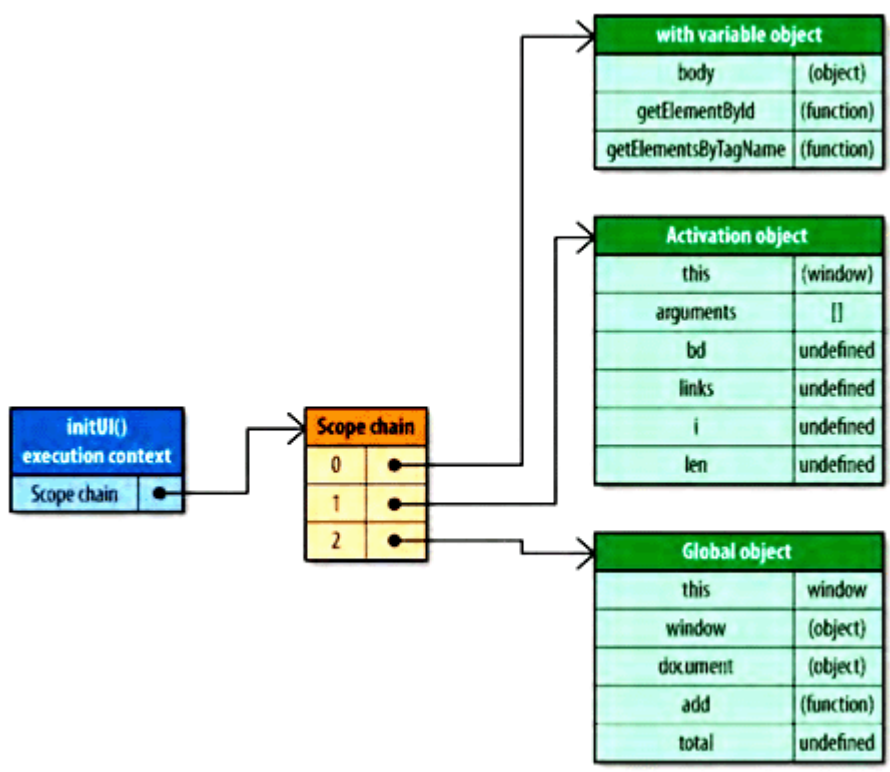 with variable object
body (object)
getElementById (function)
getElementsByTagName (function)
Activation object
this (window)
arguments []
bd undefined
links undefined
i undefined
len undefined
initUI()
execution context
Scope chain
Scope chain
0
1
2
Global object
this window
window (object)
document (object)
add (function)
total undefined